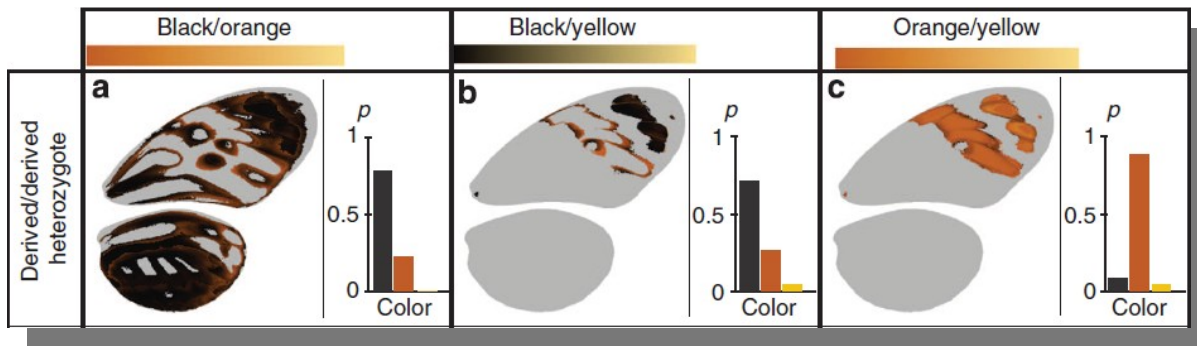 Black/orange
Black/yellow
Orange/yellow
Derived/derived
heterozygote
a
p
1
0.5
0
Color
b
p
1
0.5
0
Color
c
p
1
0.5
0
Color